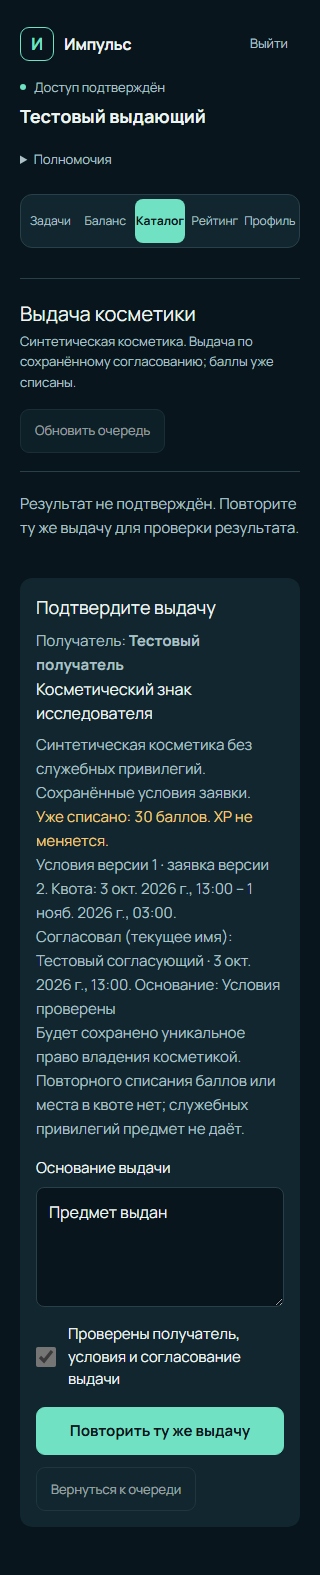 И Импульс Выйти
Доступ подтверждён
Тестовый выдающий
Полномочия
Задачи Баланс Каталог Рейтинг Профиль
Выдача косметики
Синтетическая косметика. Выдача по
сохранённому согласованию; баллы уже
списаны.
Обновить очередь
Результат не подтверждён. Повторите
ту же выдачу для проверки результата.
Подтвердите выдачу
Получатель: Тестовый
получатель
Косметический знак
исследователя
Синтетическая косметика без
служебных привилегий.
Сохранённые условия заявки.
Уже списано: 30 баллов. XP не
меняется.
Условия версии 1 · заявка версии
2. Квота: 3 окт. 2026 г., 13:00 – 1
нояб. 2026 г., 03:00.
Согласовал (текущее имя):
Тестовый согласующий · 3 окт.
2026 г., 13:00. Основание: Условия
проверены
Будет сохранено уникальное
право владения косметикой.
Повторного списания баллов или
места в квоте нет; служебных
привилегий предмет не даёт.
Основание выдачи
Предмет выдан
Проверены получатель,
условия и согласование
выдачи
Повторить ту же выдачу
Вернуться к очереди